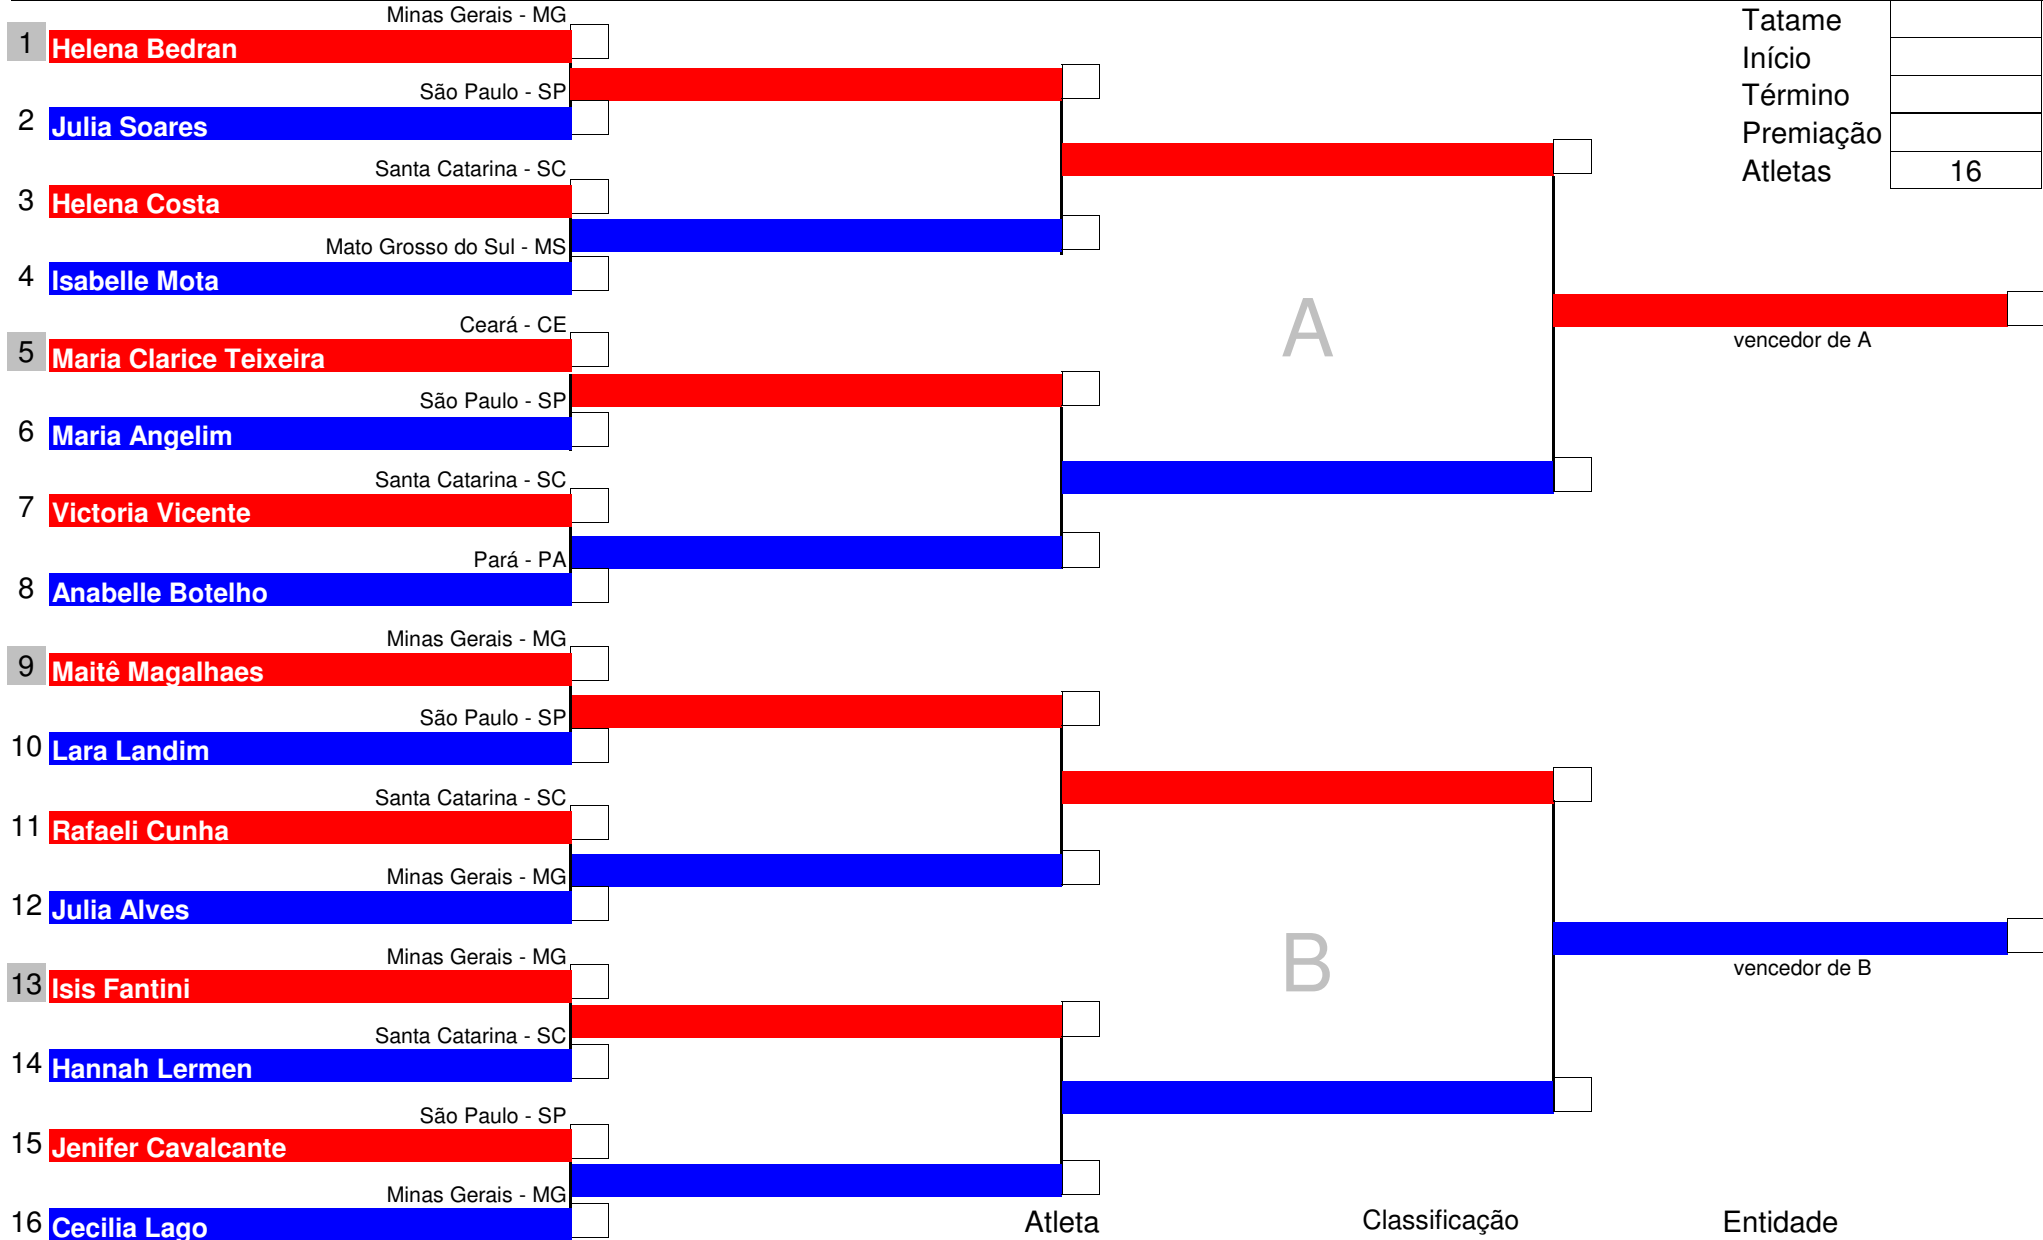 Minas Gerais - MG
1 Helena Bedran
São Paulo - SP
2 Julia Soares
Santa Catarina - SC
3 Helena Costa
Mato Grosso do Sul - MS
4 Isabelle Mota
Ceará - CE
5 Maria Clarice Teixeira
São Paulo - SP
6 Maria Angelim
Santa Catarina - SC
7 Victoria Vicente
Pará - PA
8 Anabelle Botelho
Minas Gerais - MG
9 Maitê Magalhaes
São Paulo - SP
10 Lara Landim
Santa Catarina - SC
11 Rafaeli Cunha
Minas Gerais - MG
12 Julia Alves
Minas Gerais - MG
13 Isis Fantini
Santa Catarina - SC
14 Hannah Lermen
São Paulo - SP
15 Jenifer Cavalcante
Minas Gerais - MG
16 Cecilia Lago
A
B
vencedor de A
vencedor de B
Tatame
Início
Término
Premiação
Atletas 16
Atleta Classificação Entidade